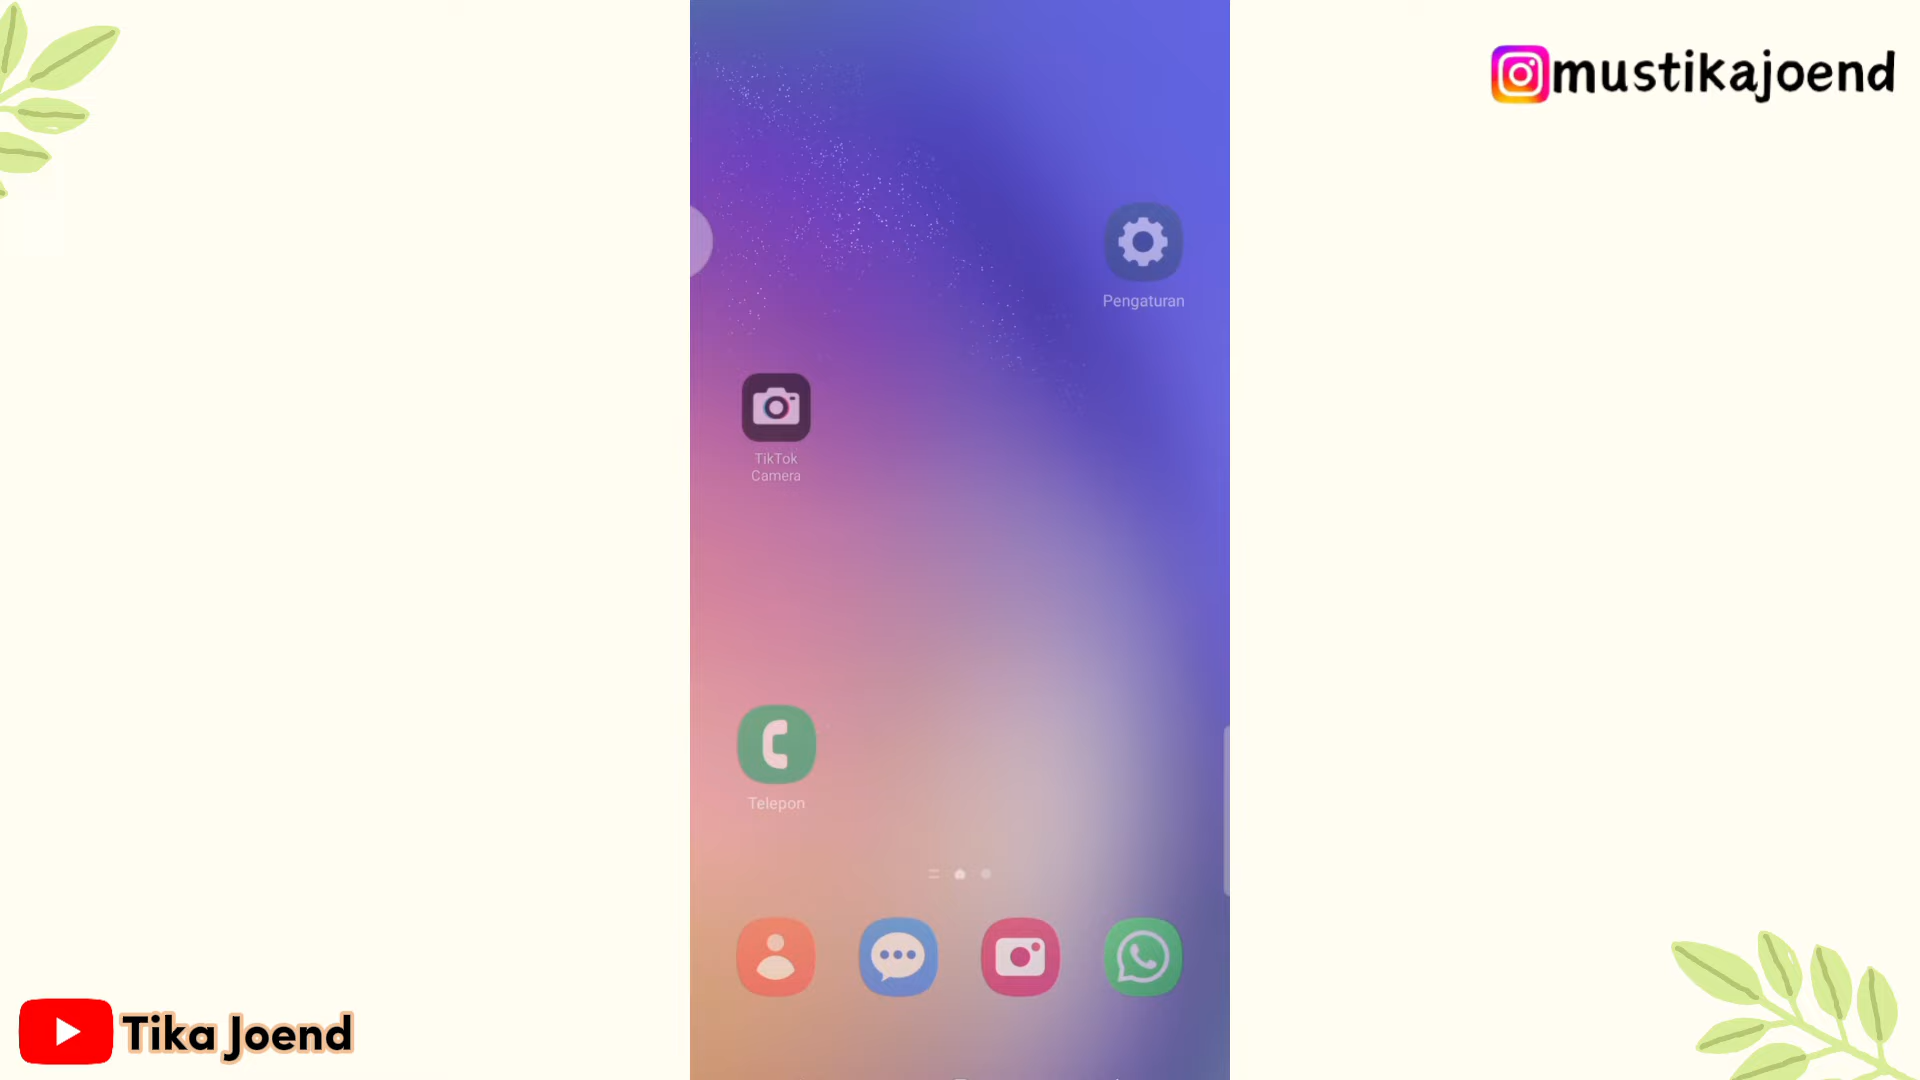 mustikajoend
Pengaturan
TikTok
Camera
Telepon
Tika Joend